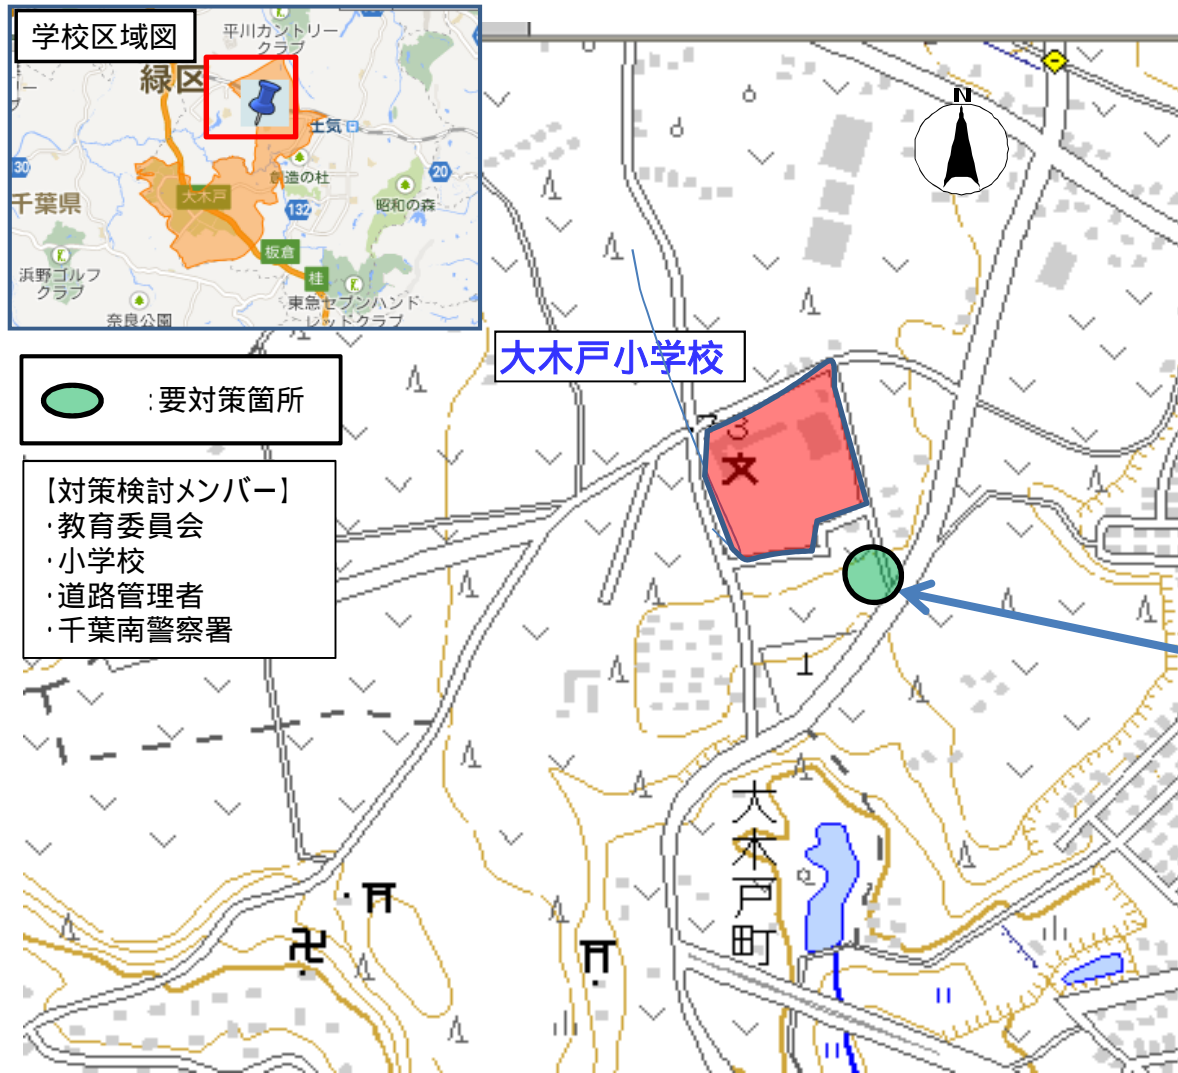 学校区域図
平川カントリー
クラブ
緑区
土気
30
創造の杜
20
大木戸
昭和の森
132
千葉県
板倉
浜野ゴルフ
クラブ
桂
東急セブンハンド
レッドクラブ
奈良公園
N
大木戸小学校
:要対策箇所
73
文
【対策検討メンバー】
・教育委員会
・小学校
・道路管理者
・千葉南警察署
大木戸町